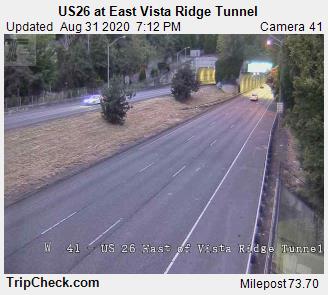 US26 at East Vista Ridge Tunnel
Updated Aug 31 2020 7:12 PM Camera 41
W 41 US 26 East of Vista Ridge Tunnel
TripCheck.com Milepost 73.70